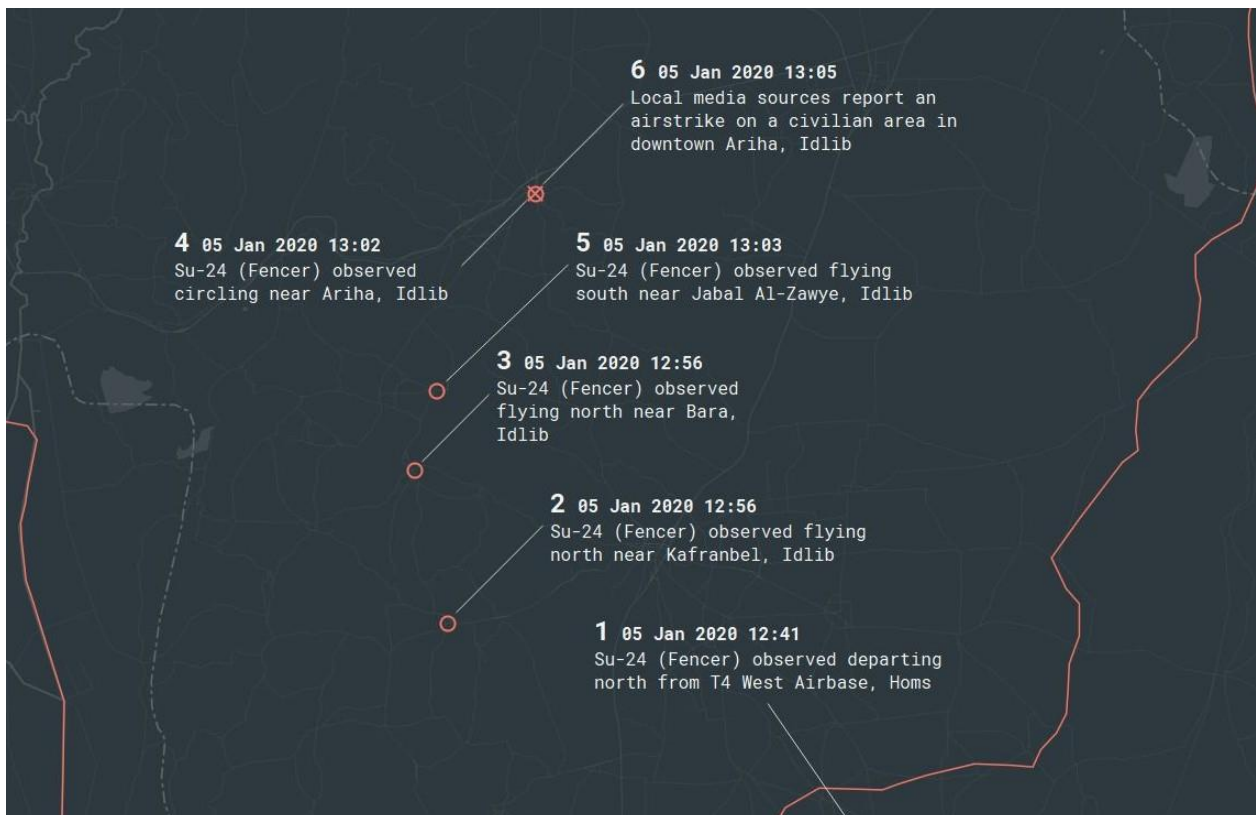 6 05 Jan 2020 13:05
Local media sources report an
airstrike on a civilian area in
downtown Ariha, Idlib
4 05 Jan 2020 13:02
Su-24 (Fencer) observed
circling near Ariha, Idlib
5 05 Jan 2020 13:03
Su-24 (Fencer) observed flying
south near Jabal Al-Zawye, Idlib
3 05 Jan 2020 12:56
Su-24 (Fencer) observed
flying north near Bara,
Idlib
2 05 Jan 2020 12:56
Su-24 (Fencer) observed flying
north near Kafranbel, Idlib
1 05 Jan 2020 12:41
Su-24 (Fencer) observed departing
north from T4 West Airbase, Homs